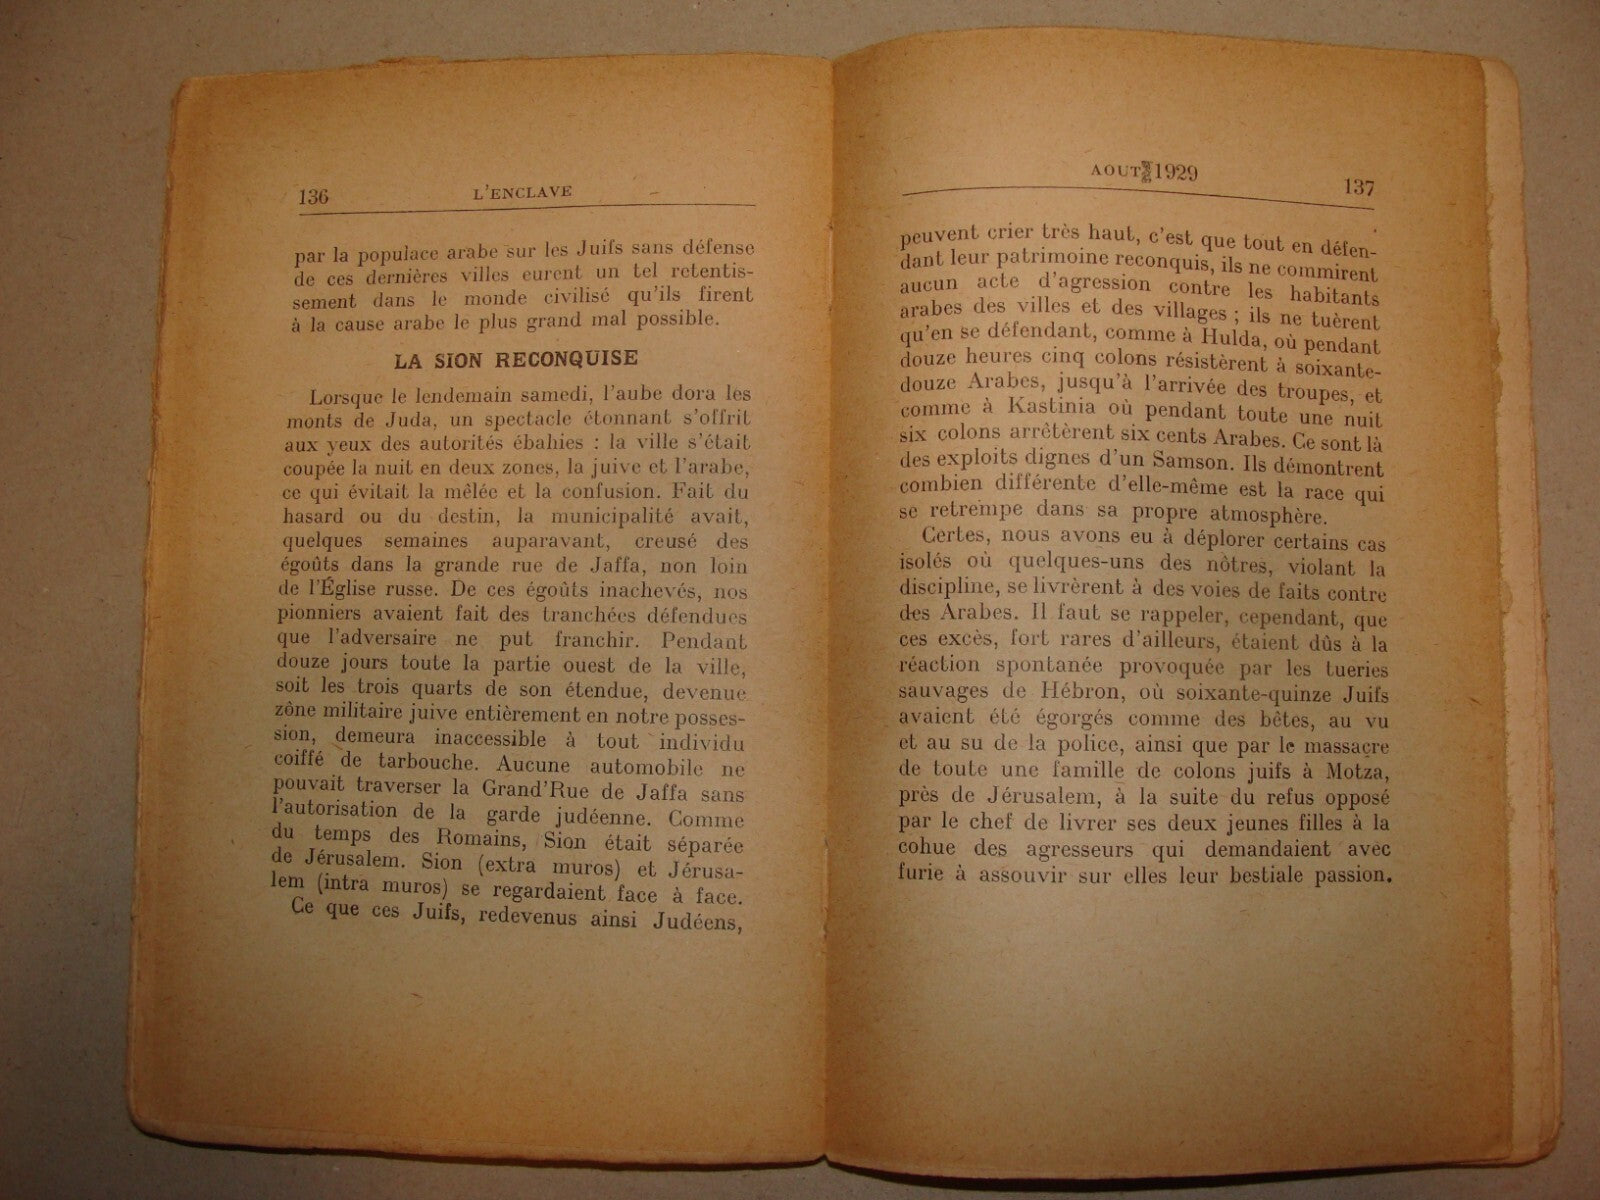 136
L'ENCLAVE
par la populace arabe sur les Juifs sans défense
de ces dernières villes eurent un tel retentis-
sement dans le monde civilisé qu'ils firent
à la cause arabe le plus grand mal possible.
LA SION RECONQUISE
Lorsque le lendemain samedi, l'aube dora les
monts de Juda, un spectacle étonnant s'offrit
aux yeux des autorités ébahies : la ville s'était
coupée la nuit en deux zones, la juive et l'arabe,
ce qui évitait la mêlée et la confusion. Fait du
hasard ou du destin, la municipalité avait,
quelques semaines auparavant, creusé des
égoûts dans la grande rue de Jaffa, non loin
de l'Église russe. De ces égoûts inachevés, nos
pionniers avaient fait des tranchées défendues
que l'adversaire ne put franchir. Pendant
douze jours toute la partie ouest de la ville,
soit les trois quarts de son étendue, devenue
zône militaire juive entièrement en notre posses-
sion, demeura inaccessible à tout individu
coiffé de tarbouche. Aucune automobile ne
pouvait traverser la Grand'Rue de Jaffa sans
l'autorisation de la garde judéenne. Comme
du temps des Romains, Sion était séparée
de Jérusalem. Sion (extra muros) et Jérusa-
lem (intra muros) se regardaient face à face.
Ce que ces Juifs, redevenus ainsi Judéens,
AOUT 1929
137
peuvent crier très haut, c'est que tout en défen-
dant leur patrimoine reconquis, ils ne commirent
aucun acte d'agression contre les habitants
arabes des villes et des villages ; ils ne tuèrent
qu'en se défendant, comme à Hulda, où pendant
douze heures cinq colons résistèrent à soixante-
douze Arabes, jusqu'à l'arrivée des troupes, et
comme à Kastinia où pendant toute une nuit
six colons arrêtèrent six cents Arabes. Ce sont là
des exploits dignes d'un Samson. Ils démontrent
combien différente d'elle-même est la race qui
se retrempe dans sa propre atmosphère.
Certes, nous avons eu à déplorer certains cas
isolés où quelques-uns des nôtres, violant la
discipline, se livrèrent à des voies de faits contre
des Arabes. Il faut se rappeler, cependant, que
ces excès, fort rares d'ailleurs, étaient dûs à la
réaction spontanée provoquée par les tueries
sauvages de Hébron, où soixante-quinze Juifs
avaient été égorgés comme des bêtes, au vu
et au su de la police, ainsi que par le massacre
de toute une famille de colons juifs à Motza,
près de Jérusalem, à la suite du refus opposé
par le chef de livrer ses deux jeunes filles à la
cohue des agresseurs qui demandaient avec
furie à assouvir sur elles leur bestiale passion.